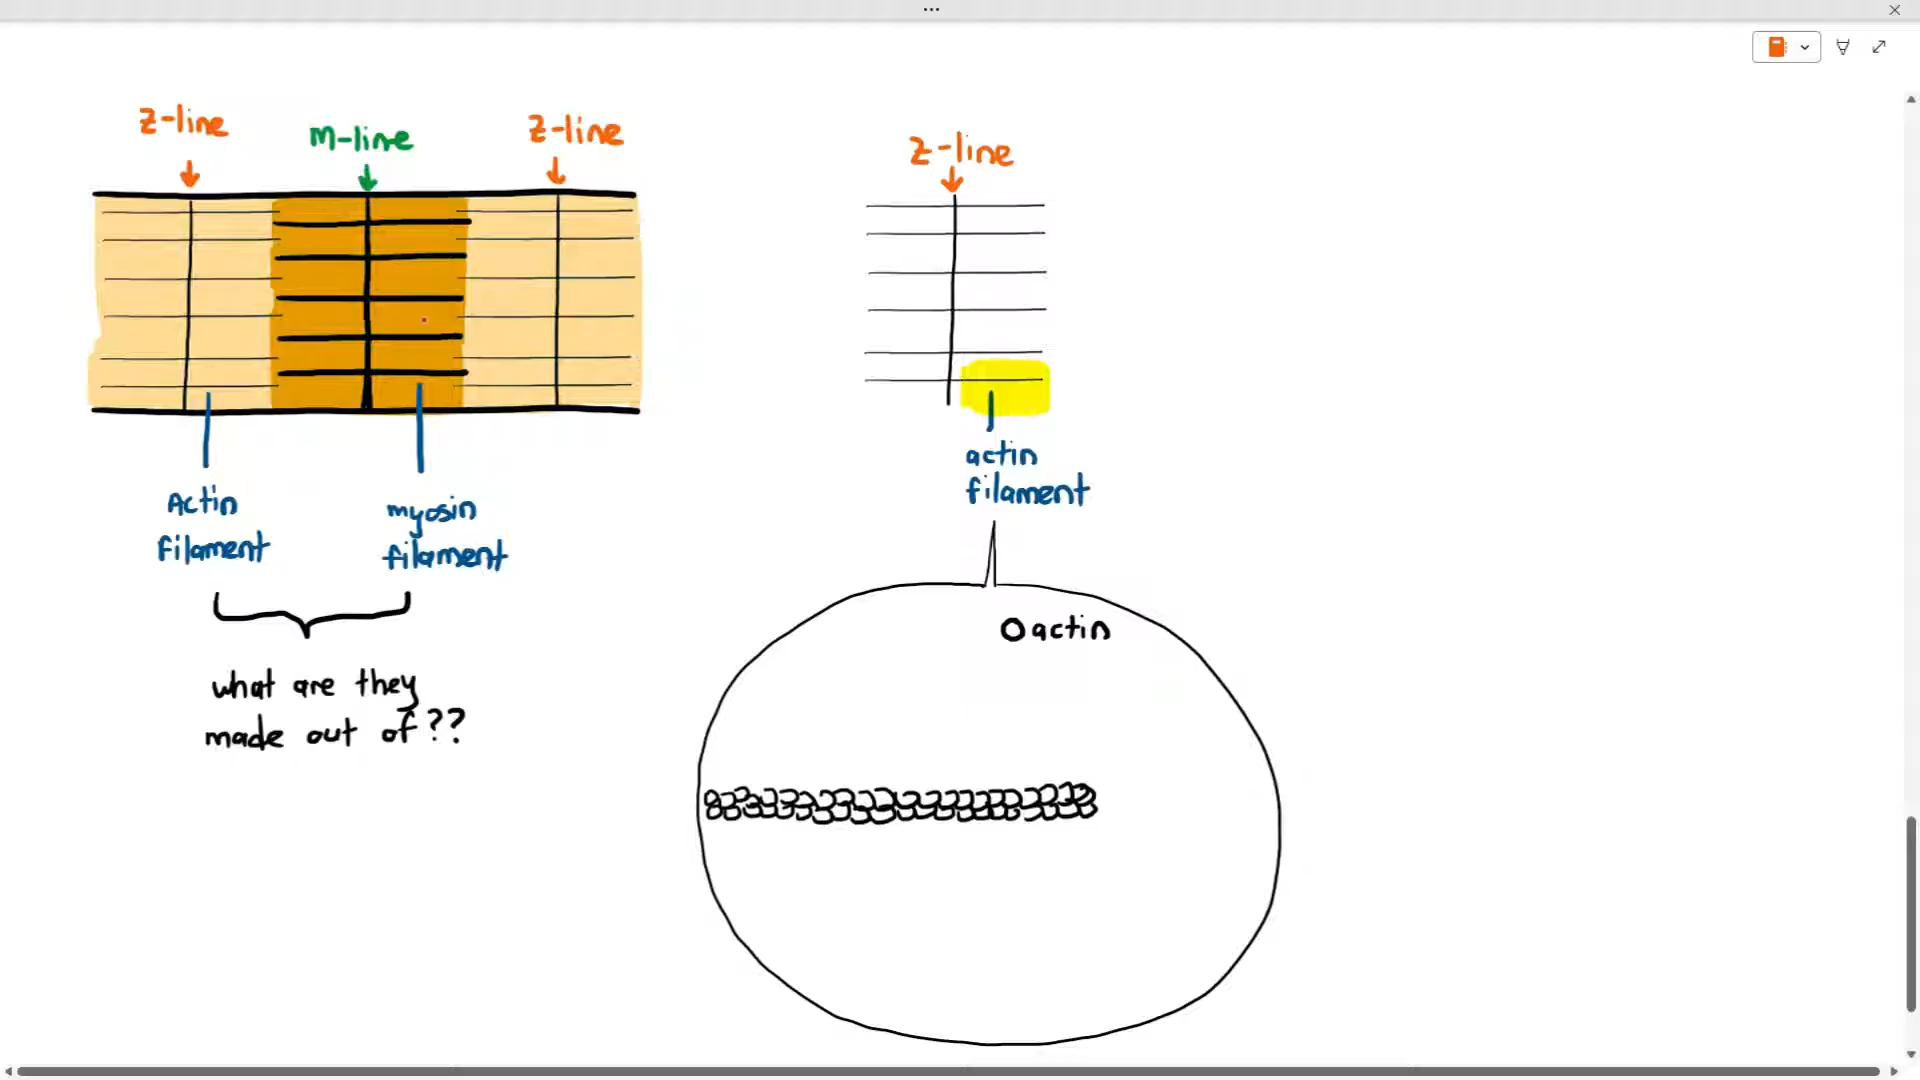 Z-line
M-line
Z-line
Actin
Filament
myosin
filament
what are they
made out of??
Z-line
actin
filament
actin